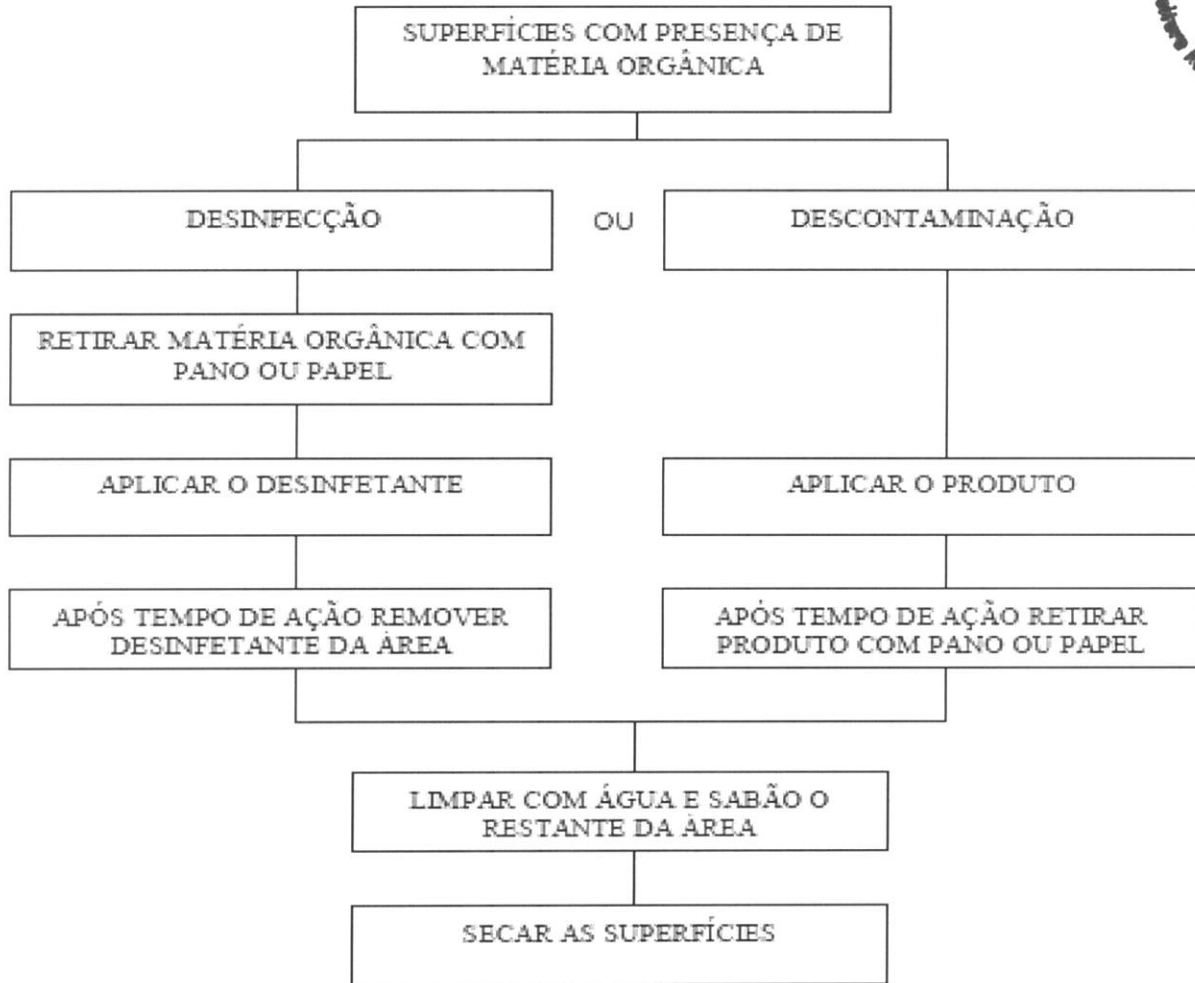 SUPERFÍCIES COM PRESENÇA DE
MATÉRIA ORGÂNICA
DESINFECÇÃO
OU
DESCONTAMINAÇÃO
RETIRAR MATÉRIA ORGÂNICA COM
PANO OU PAPEL
APLICAR O DESINFETANTE
APLICAR O PRODUTO
APÓS TEMPO DE AÇÃO REMOVER
DESINFETANTE DA ÁREA
APÓS TEMPO DE AÇÃO RETIRAR
PRODUTO COM PANO OU PAPEL
LIMPAR COM ÁGUA E SABÃO O
RESTANTE DA ÁREA
SECAR AS SUPERFÍCIES